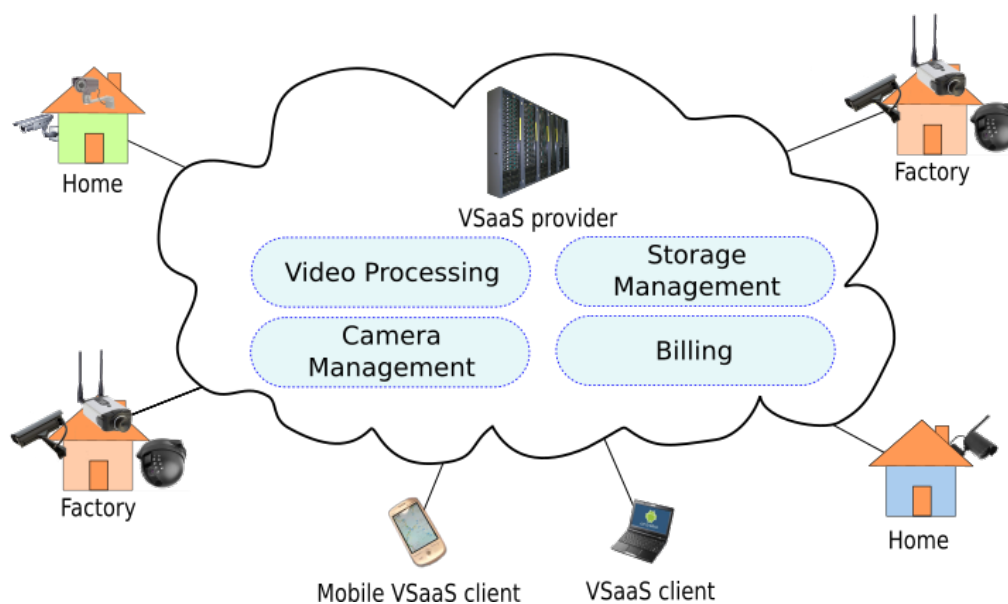 Home
Factory
VSaaS provider
Video Processing
Storage
Management
Camera
Management
Billing
Factory
Home
Mobile VSaaS client
VSaaS client